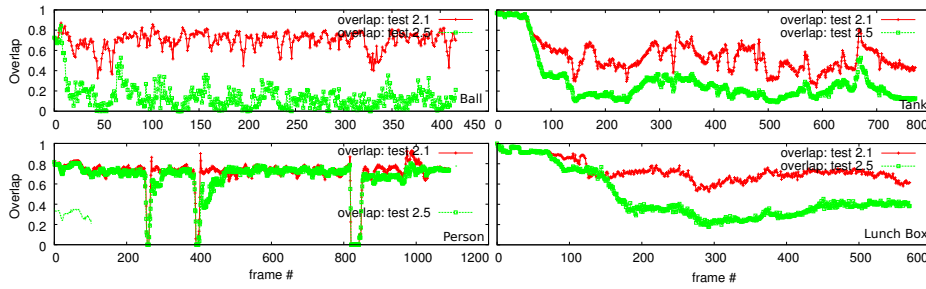 overlap: test 2.1
overlap: test 2.5
Overlap
1
0.8
0.6
0.4
0.2
0
0 50 100 150 200 250 300 350 400 450
Ball
overlap: test 2.1
overlap: test 2.5
1
0.8
0.6
0.4
0.2
0
0 100 200 300 400 500 600 700 800
Tank
overlap: test 2.1
overlap: test 2.5
Overlap
1
0.8
0.6
0.4
0.2
0
0 200 400 600 800 1000 1200
Person
frame #
overlap: test 2.1
overlap: test 2.5
1
0.8
0.6
0.4
0.2
0
0 100 200 300 400 500 600
Lunch Box
frame #